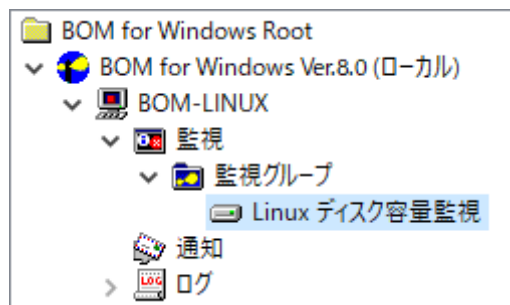 BOM for Windows Root
BOM for Windows Ver.8.0 (ローカル)
BOM-LINUX
監視
監視グループ
Linux ディスク容量監視
通知
LOG
ログ